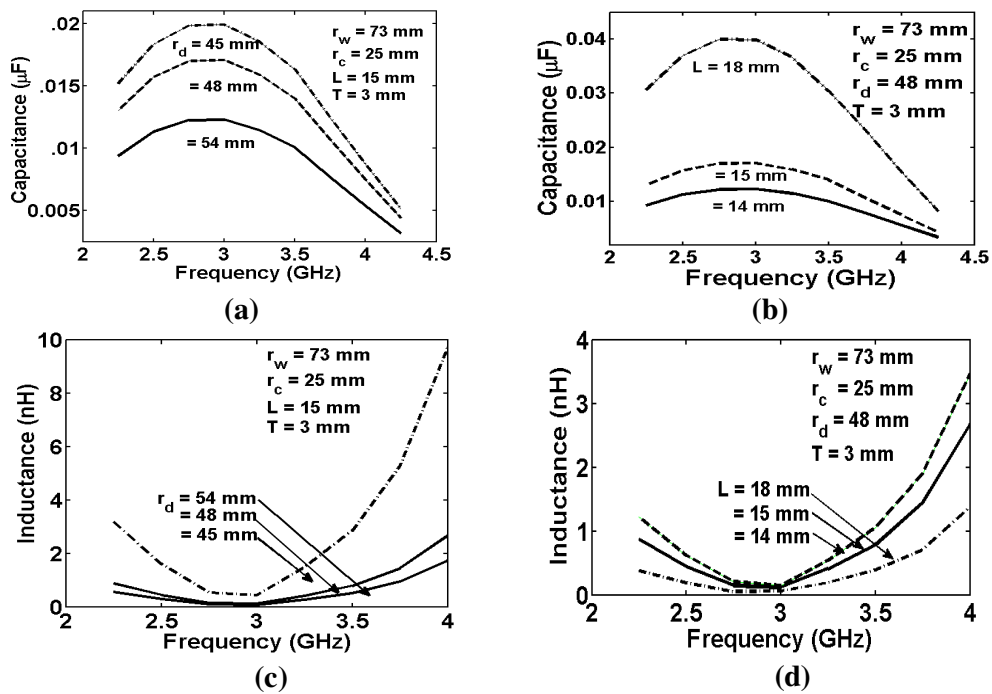 .02
0.015
.01
0.005
2
2.5
3
3.5
4
4.5
Capacitance (µF)
Frequency (GHz)
r_d = 45 mm
= 48 mm
= 54 mm
r_w = 73 mm
r_c = 25 mm
L = 15 mm
T = 3 mm
(a)
0.04
0.03
0.02
0.01
2
2.5
3
3.5
4
4.5
Capacitance (µF)
Frequency (GHz)
L = 18 mm
= 15 mm
= 14 mm
r_w = 73 mm
r_c = 25 mm
r_d = 48 mm
T = 3 mm
(b)
10
8
6
4
2
0
2
2.5
3
3.5
4
Inductance (nH)
Frequency (GHz)
r_w = 73 mm
r_c = 25 mm
L = 15 mm
T = 3 mm
r_d = 54 mm
= 48 mm
= 45 mm
(c)
4
3
2
1
0
2
2.5
3
3.5
4
Inductance (nH)
Frequency (GHz)
r_w = 73 mm
r_c = 25 mm
r_d = 48 mm
T = 3 mm
L = 18 mm
= 15 mm
= 14 mm
(d)